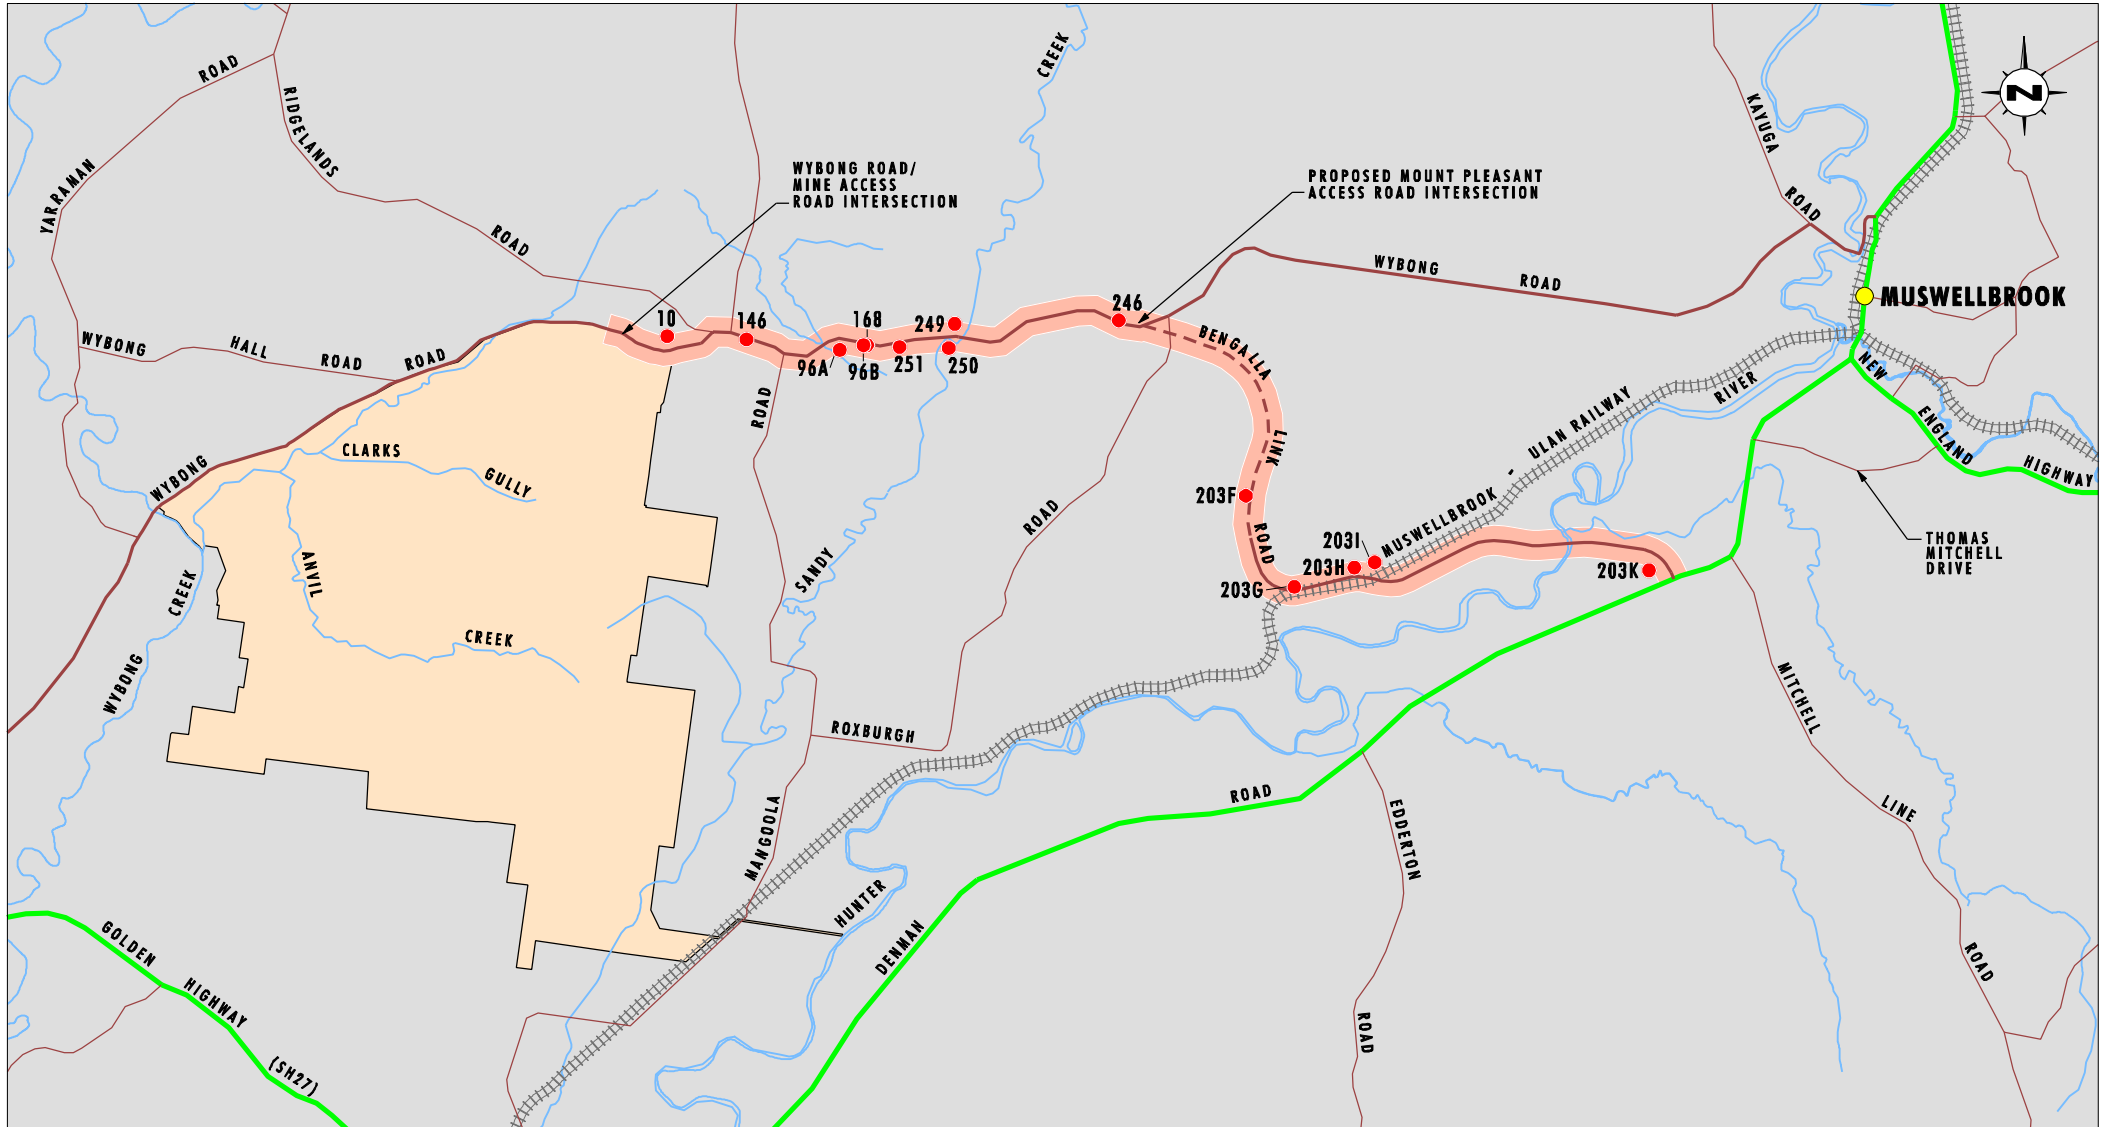 ROAD
RIDGELANDS
YARRAMAN
ROAD
CREEK
WYBONG ROAD/
MINE ACCESS
ROAD INTERSECTION
PROPOSED MOUNT PLEASANT
ACCESS ROAD INTERSECTION
KAYUGA
ROAD
N
WYBONG ROAD
MUSWELLBROOK
10
146
168
249
246
96A
96B
251
250
WYBONG HALL ROAD
ROAD
WYBONG
BENGALLA
LINK
ROAD
ROAD
CLARKS
GULLY
ANVIL
CREEK
WYBONG
CREEK
SANDY
ROAD
203F
203I
203H
203G
203K
MUSWELLBROOK - ULAN RAILWAY
RIVER
NEW
ENGLAND
HIGHWAY
THOMAS
MITCHELL
DRIVE
ROXBURGH
MANGOOLA
HUNTER
DENMAN
ROAD
EDDERTON
ROAD
MITCHELL
LINE
ROAD
GOLDEN
HIGHWAY
(SH27)